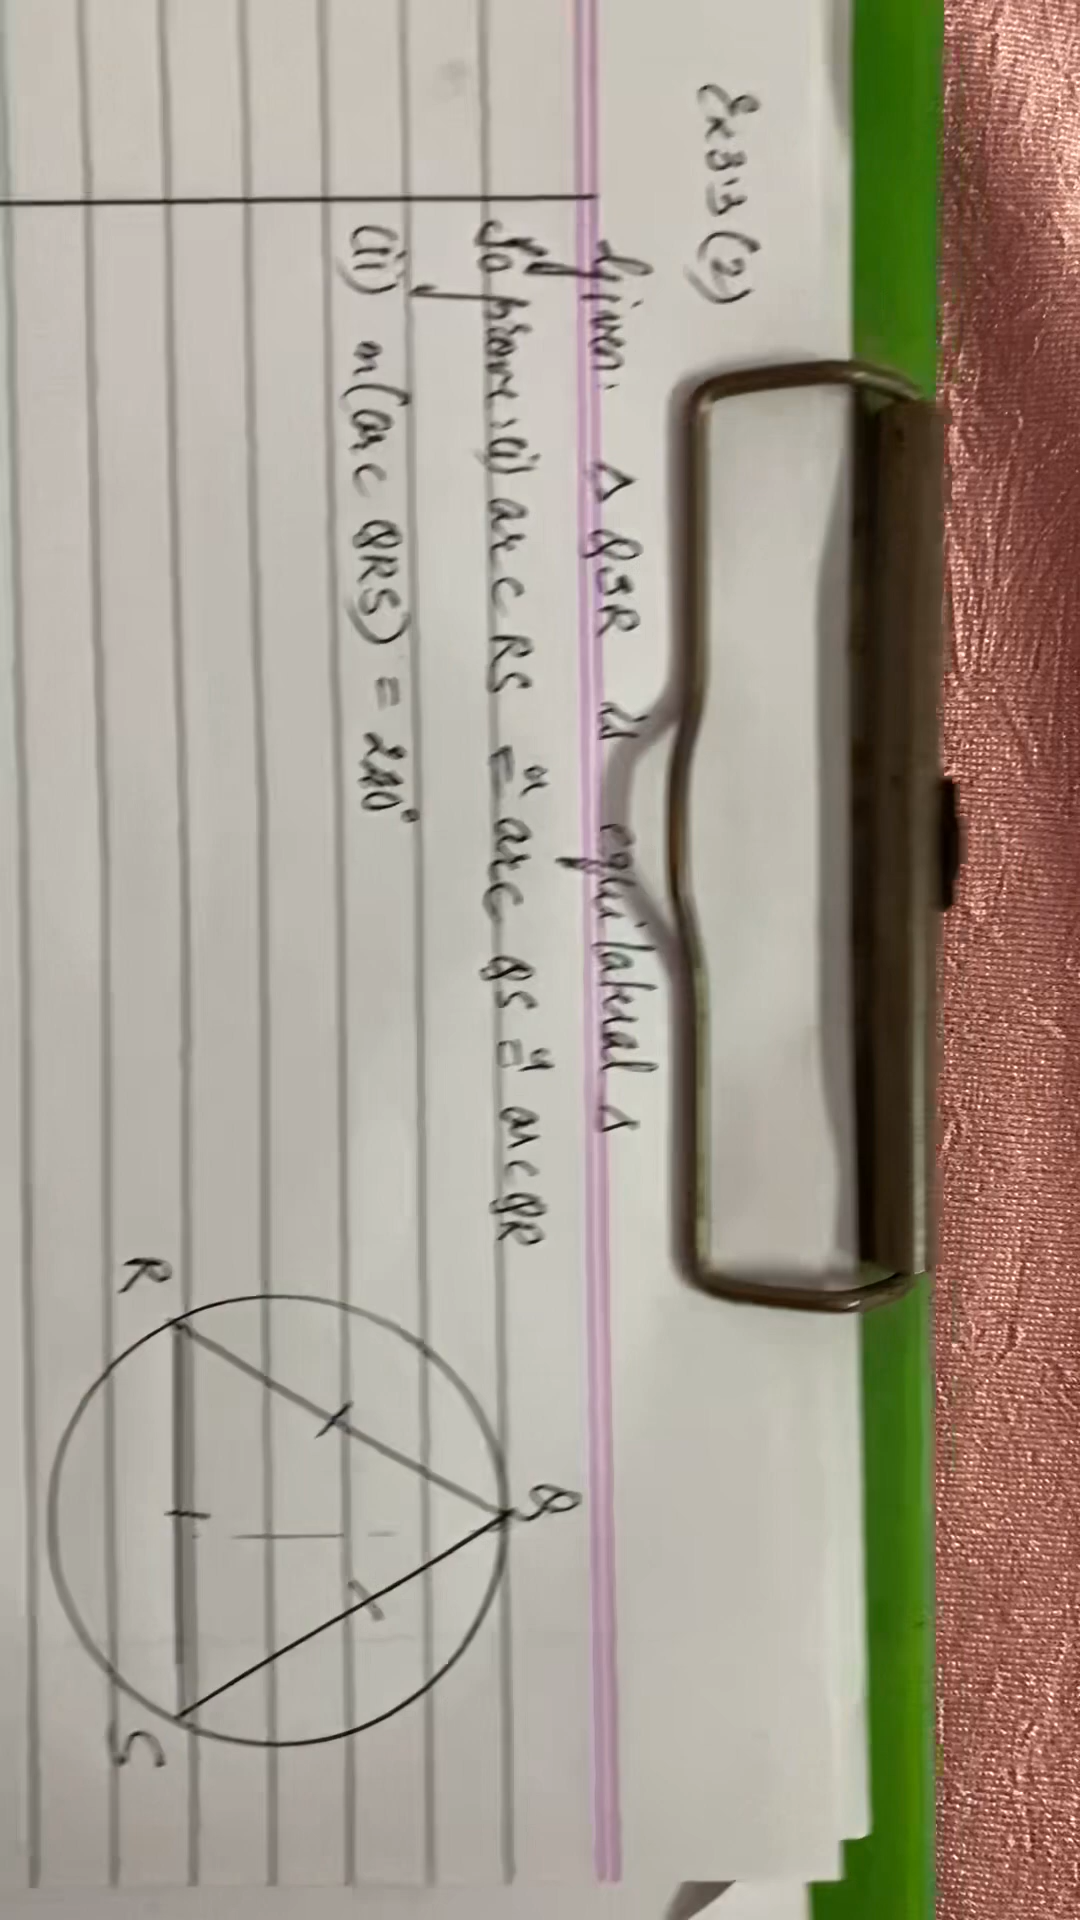 Ex 3.3 (2)
Given: Δ QSR is equilateral Δ
To prove: (i) arc RS ≅ arc QS ≅ arc QR
(ii) m(arc QRS) = 240°
Q
R
S